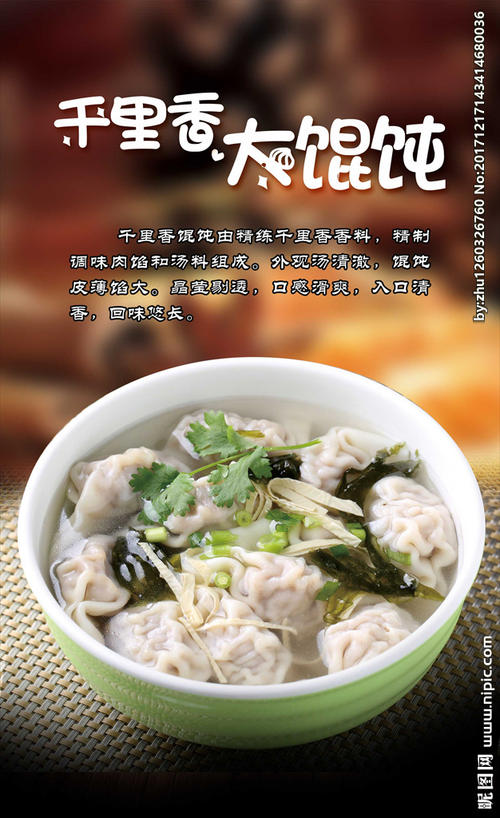 千里香
大馄饨
千里香馄饨由精练千里香香料，精制
调味肉馅和汤料组成。外观汤清澈，馄饨
皮薄馅大。晶莹剔透，口感滑爽，入口清
香，回味悠长。
by:zhu1260326760 No:20171217143414680036
昵图网 www.nipic.com